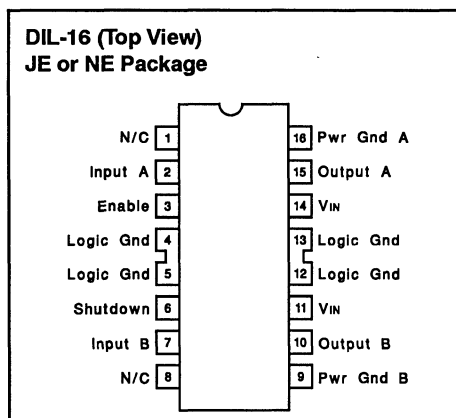 DIL-16 (Top View)
JE or NE Package
N/C 1 16 Pwr Gnd A
Input A 2 15 Output A
Enable 3 14 VIN
Logic Gnd 4 13 Logic Gnd
Logic Gnd 5 12 Logic Gnd
Shutdown 6 11 VIN
Input B 7 10 Output B
N/C 8 9 Pwr Gnd B